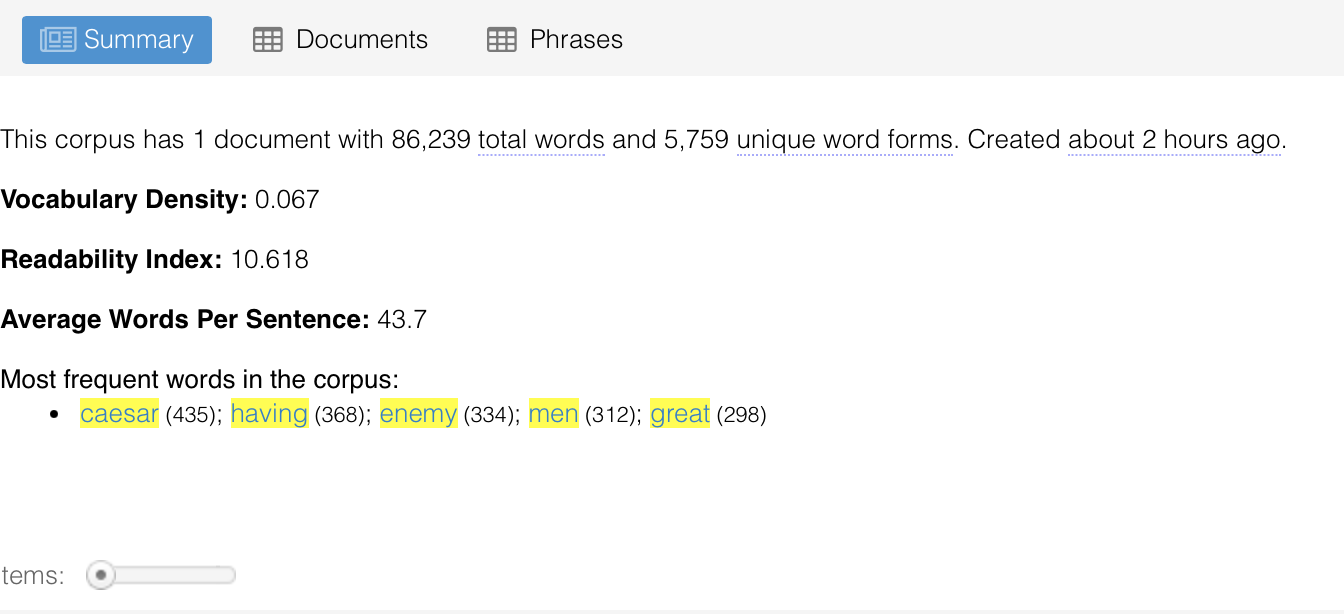 Summary Documents Phrases
This corpus has 1 document with 86,239 total words and 5,759 unique word forms. Created about 2 hours ago.
Vocabulary Density: 0.067
Readability Index: 10.618
Average Words Per Sentence: 43.7
Most frequent words in the corpus:
• caesar (435); having (368); enemy (334); men (312); great (298)
tems: